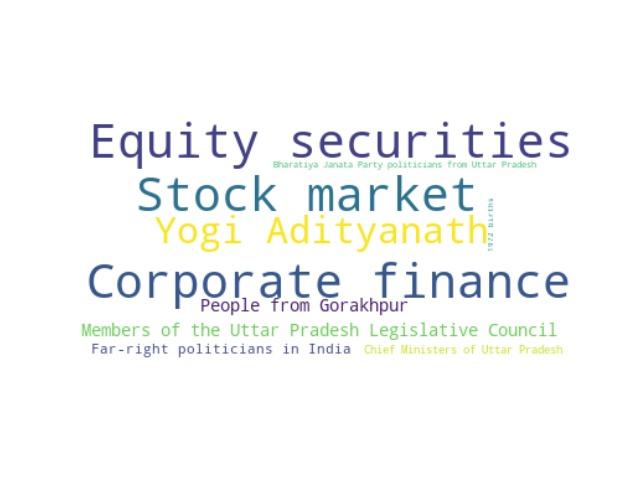 Equity securities
Bharatiya Janata Party politicians from Uttar Pradesh
Stock market
1972 births
Yogi Adityanath
Corporate finance
People from Gorakhpur
Members of the Uttar Pradesh Legislative Council
Far-right politicians in India
Chief Ministers of Uttar Pradesh